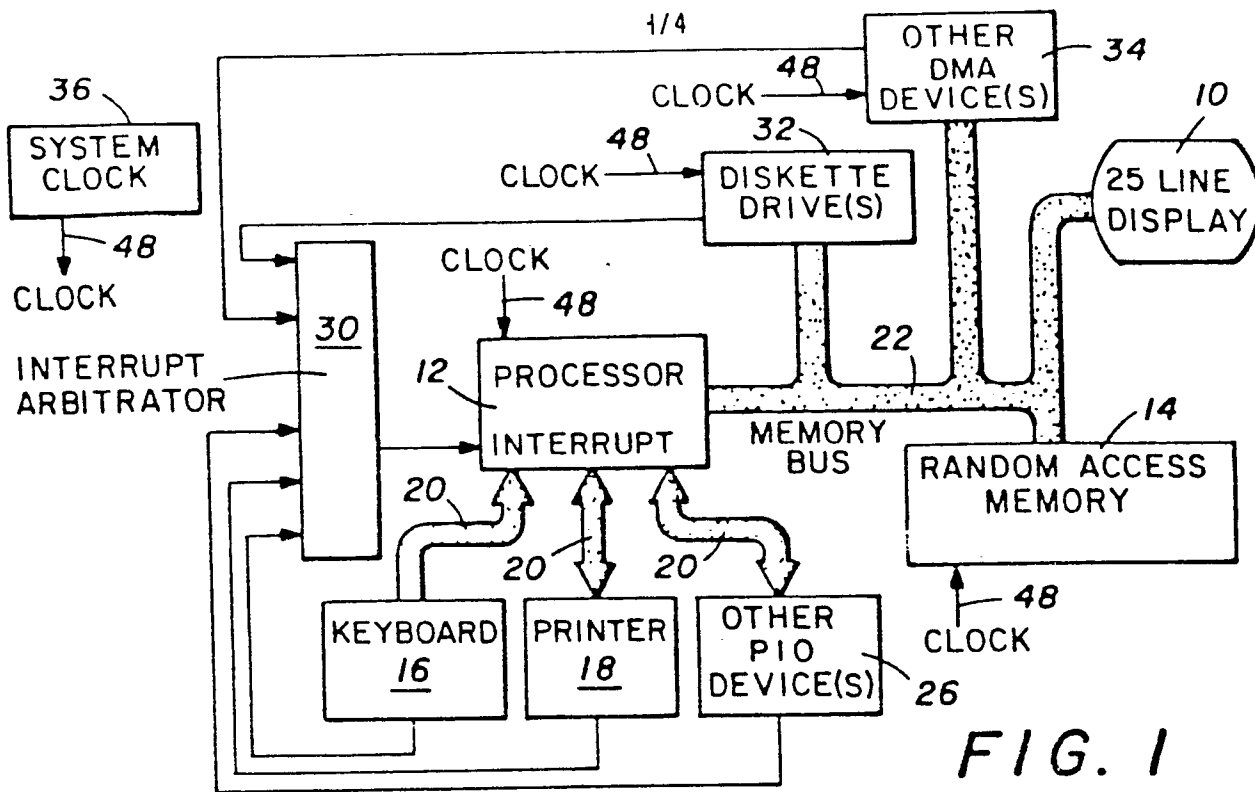 1/4
OTHER
DMA
DEVICE(S)
34
48
CLOCK
10
36
SYSTEM
CLOCK
32
48
CLOCK
DISKETTE
DRIVE(S)
25 LINE
DISPLAY
48
CLOCK
CLOCK
48
30
INTERRUPT
ARBITRATOR
12
PROCESSOR
INTERRUPT
22
MEMORY
BUS
14
RANDOM ACCESS
MEMORY
20
20
20
48
CLOCK
KEYBOARD
16
PRINTER
18
OTHER
PIO
DEVICE(S)
26
FIG. 1